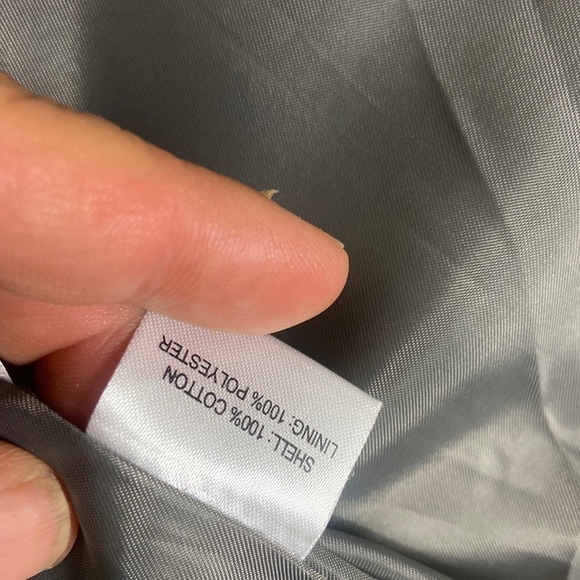 SHELL: 100% COTTON
LINING: 100% POLYESTER